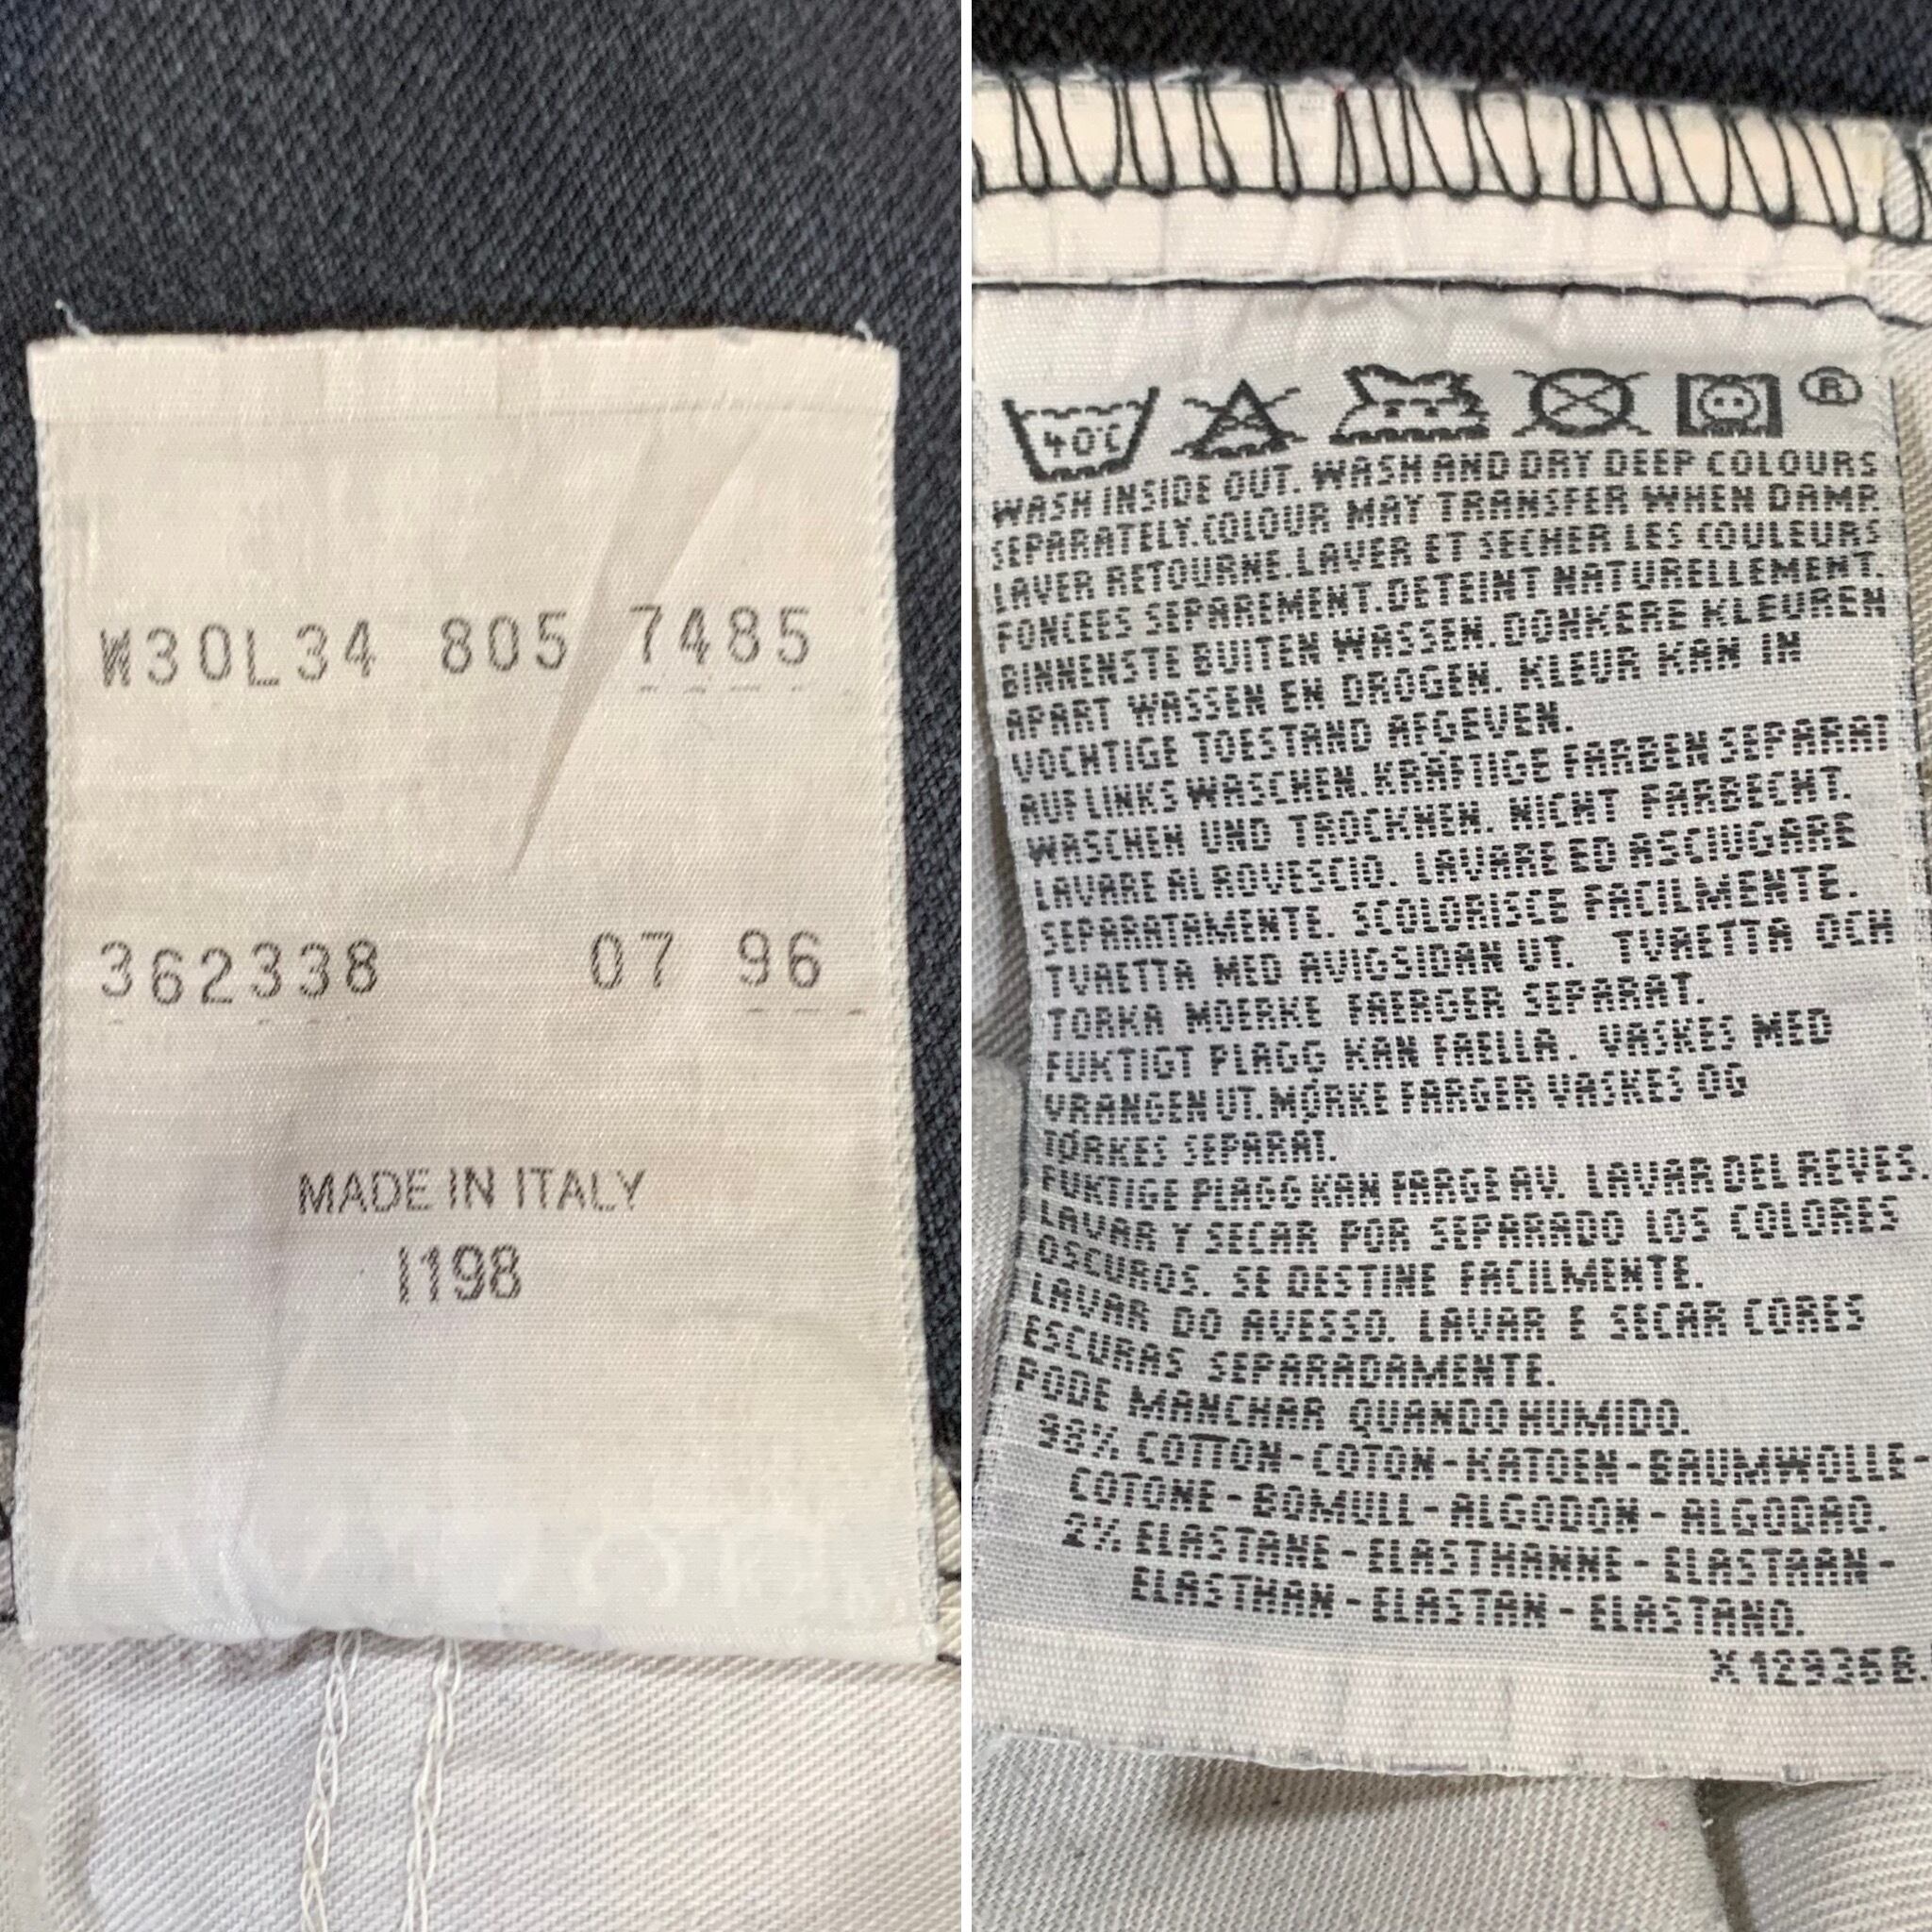 W30L34 805 7485
362338 07 96
MADE IN ITALY
I198
40°C
®
WASH INSIDE OUT. WASH AND DRY DEEP COLOURS
SEPARATELY.COLOUR MAY TRANSFER WHEN DAMP.
LAVER RETOURNE.LAVER ET SECHER LES COULEURS
FONCEES SEPAREMENT.DETEINT NATURELLEMENT.
BINNENSTE BUITEN WASSEN.DONKERE KLEUREN
APART WASSEN EN DROGEN. KLEUR KAN IN
VOCHTIGE TOESTAND AFGEVEN.
AUF LINKS WASCHEN.KRÄFTIGE FARBEN SEPARAT
WASCHEN UND TROCKNEN. NICHT FARBECHT.
LAVARE AL ROVESCIO. LAVARE ED ASCIUGARE
SEPARATAMENTE. SCOLORISCE FACILMENTE.
TVAETTA MED AVIGSIDAN UT. TVAETTA OCH
TORKA MOERKE FAERGER SEPARAT.
FUKTIGT PLAGG KAN FAELLA. VASKES MED
VRANGEN UT.MØRKE FARGER VASKES OG
TØRKES SEPARAT.
FUKTIGE PLAGG KAN FARGE AV. LAVAR DEL REVES.
LAVAR Y SECAR POR SEPARADO LOS COLORES
OSCUROS. SE DESTINE FACILMENTE.
LAVAR DO AVESSO. LAVAR E SECAR CORES
ESCURAS SEPARADAMENTE.
PODE MANCHAR QUANDO HUMIDO.
98% COTTON-COTON-KATOEN-BAUMWOLLE-
COTONE-BOMULL-ALGODON-ALGODAO.
2% ELASTANE-ELASTHANNE-ELASTAAN-
ELASTHAN-ELASTAN-ELASTANO.
X12936B